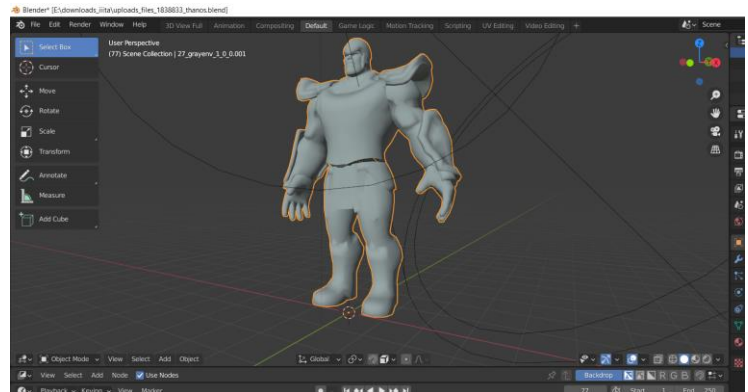 Blender* [E:\downloads_iiita\uploads_files_1838833_thanos.blend]
File Edit Render Window Help 3D View Full Animation Compositing Default Game Logic Motion Tracking Scripting UV Editing Video Editing + Scene
Select Box
User Perspective
(77) Scene Collection | 27_grayenv_1_0_0.001
Cursor
Move
Rotate
Scale
Transform
Annotate
Measure
Add Cube
Object Mode View Select Add Object Global
View Select Add Node Use Nodes Backdrop R G B
Playback Keying View Marker 77 Start 1 End 250